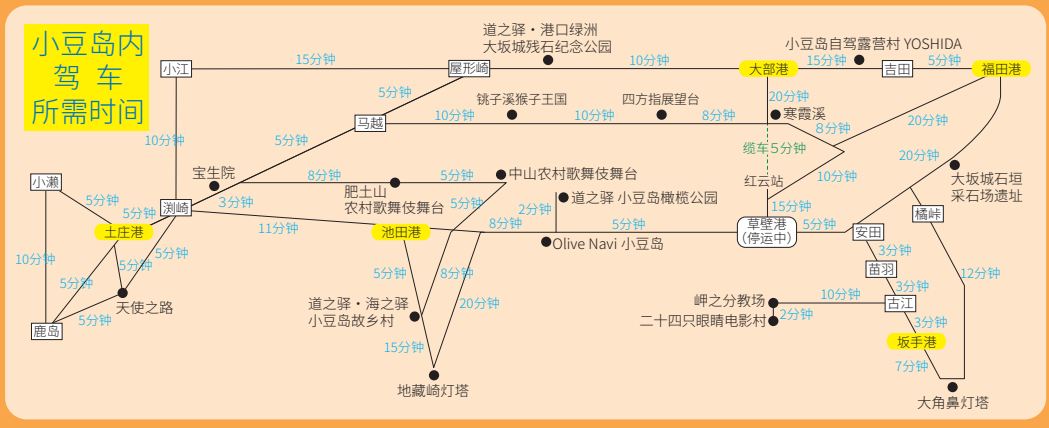 小豆岛内
驾 车
所需时间
道之驿・港口绿洲
大坂城残石纪念公园
小豆岛自驾露营村 YOSHIDA
小江
15分钟
屋形崎
10分钟
大部港
15分钟
吉田
5分钟
福田港
5分钟
马越
10分钟
铫子溪猴子王国
10分钟
四方指展望台
8分钟
20分钟
寒霞溪
8分钟
20分钟
10分钟
5分钟
缆车5分钟
20分钟
宝生院
8分钟
5分钟
中山农村歌舞伎舞台
红云站
10分钟
大坂城石垣
采石场遗址
小濑
5分钟
5分钟
渕崎
3分钟
肥土山
农村歌舞伎舞台
5分钟
2分钟
道之驿 小豆岛橄榄公园
15分钟
橘峠
土庄港
11分钟
池田港
8分钟
5分钟
草壁港
(停运中)
5分钟
安田
Olive Navi 小豆岛
10分钟
5分钟
5分钟
5分钟
5分钟
8分钟
3分钟
苗羽
12分钟
5分钟
天使之路
道之驿・海之驿
小豆岛故乡村
20分钟
岬之分教场
10分钟
3分钟
古江
鹿岛
二十四只眼睛电影村
2分钟
3分钟
15分钟
坂手港
7分钟
地藏崎灯塔
大角鼻灯塔